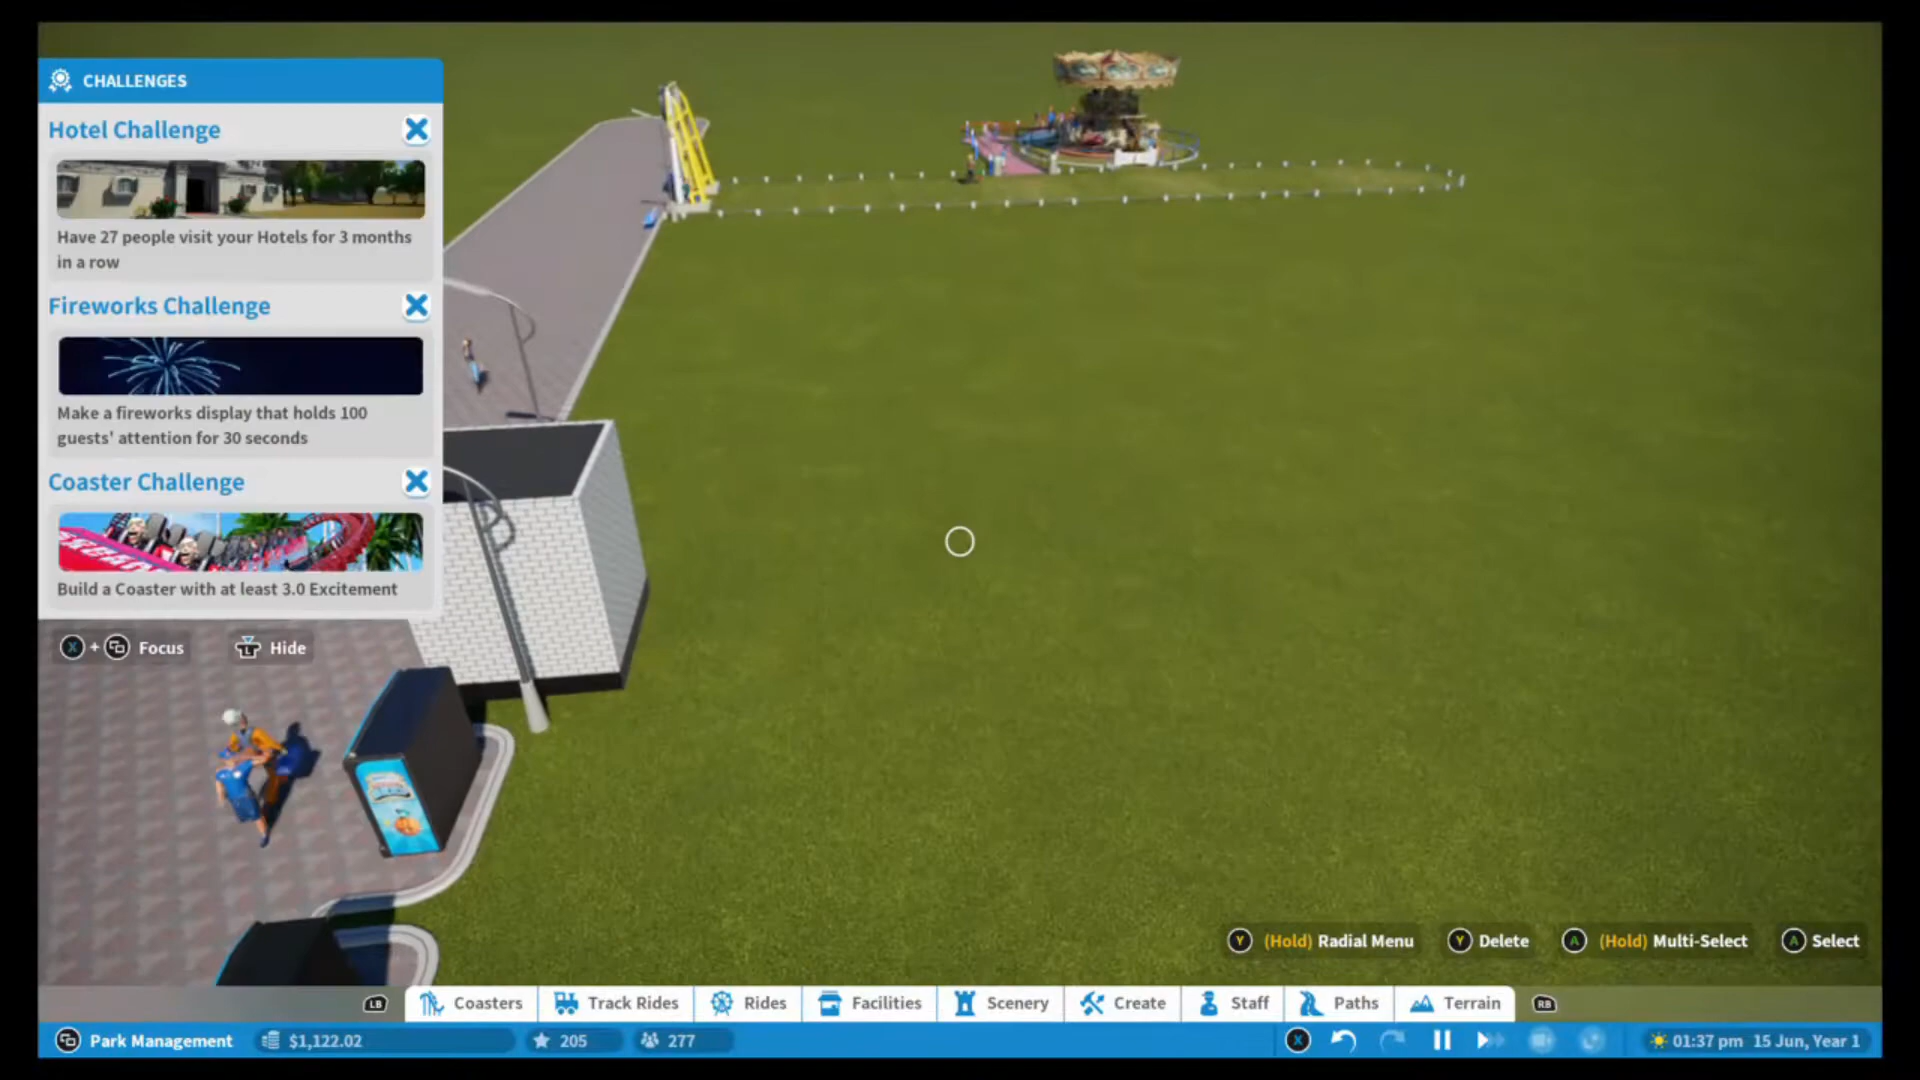 CHALLENGES
Hotel Challenge
Have 27 people visit your Hotels for 3 months
in a row
Fireworks Challenge
Make a fireworks display that holds 100
guests' attention for 30 seconds
Coaster Challenge
Build a Coaster with at least 3.0 Excitement
X + Focus L Hide
Y (Hold) Radial Menu Y Delete A (Hold) Multi-Select A Select
LB Coasters Track Rides Rides Facilities Scenery Create Staff Paths Terrain RB
Park Management $1,122.02 205 277 X 01:37 pm 15 Jun, Year 1